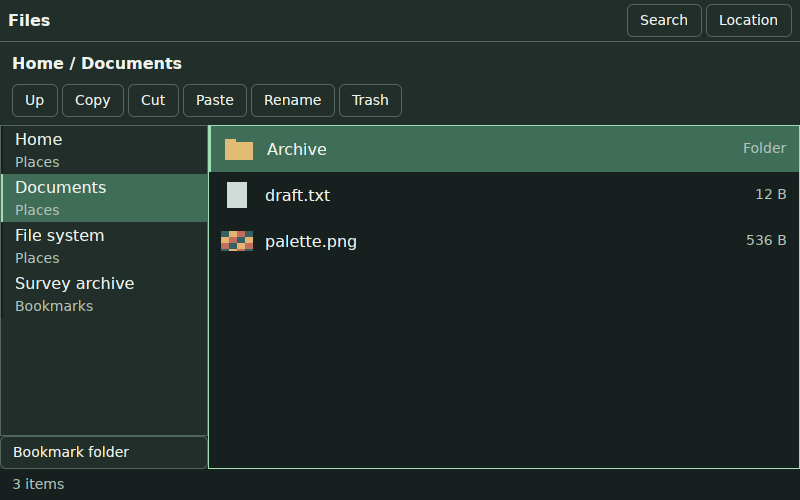 Files
Search
Location
Home / Documents
Up
Copy
Cut
Paste
Rename
Trash
Home
Places
Documents
Places
File system
Places
Survey archive
Bookmarks
Bookmark folder
Archive
Folder
draft.txt
12 B
palette.png
536 B
3 items